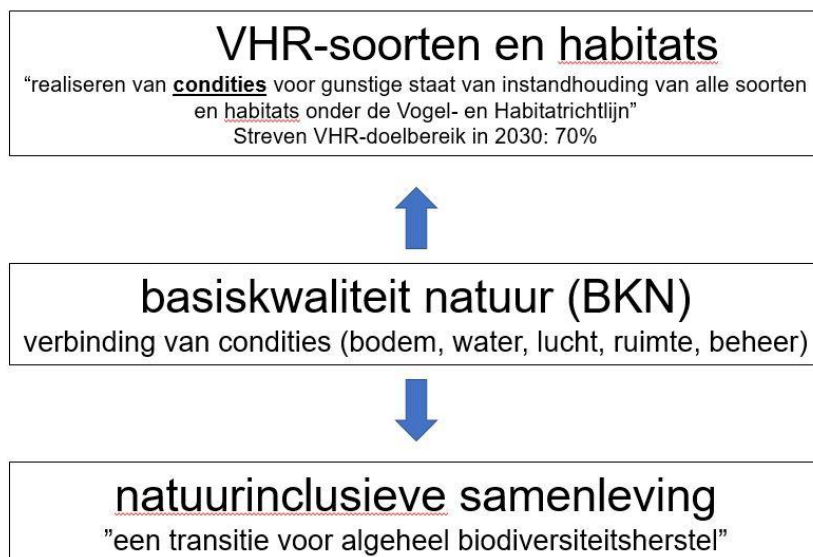 VHR-soorten en habitats
“realiseren van condities voor gunstige staat van instandhouding van alle soorten
en habitats onder de Vogel- en Habitatrichtlijn”
Streven VHR-doelbereik in 2030: 70%
basiskwaliteit natuur (BKN)
verbinding van condities (bodem, water, lucht, ruimte, beheer)
natuurinclusieve samenleving
”een transitie voor algeheel biodiversiteitsherstel”